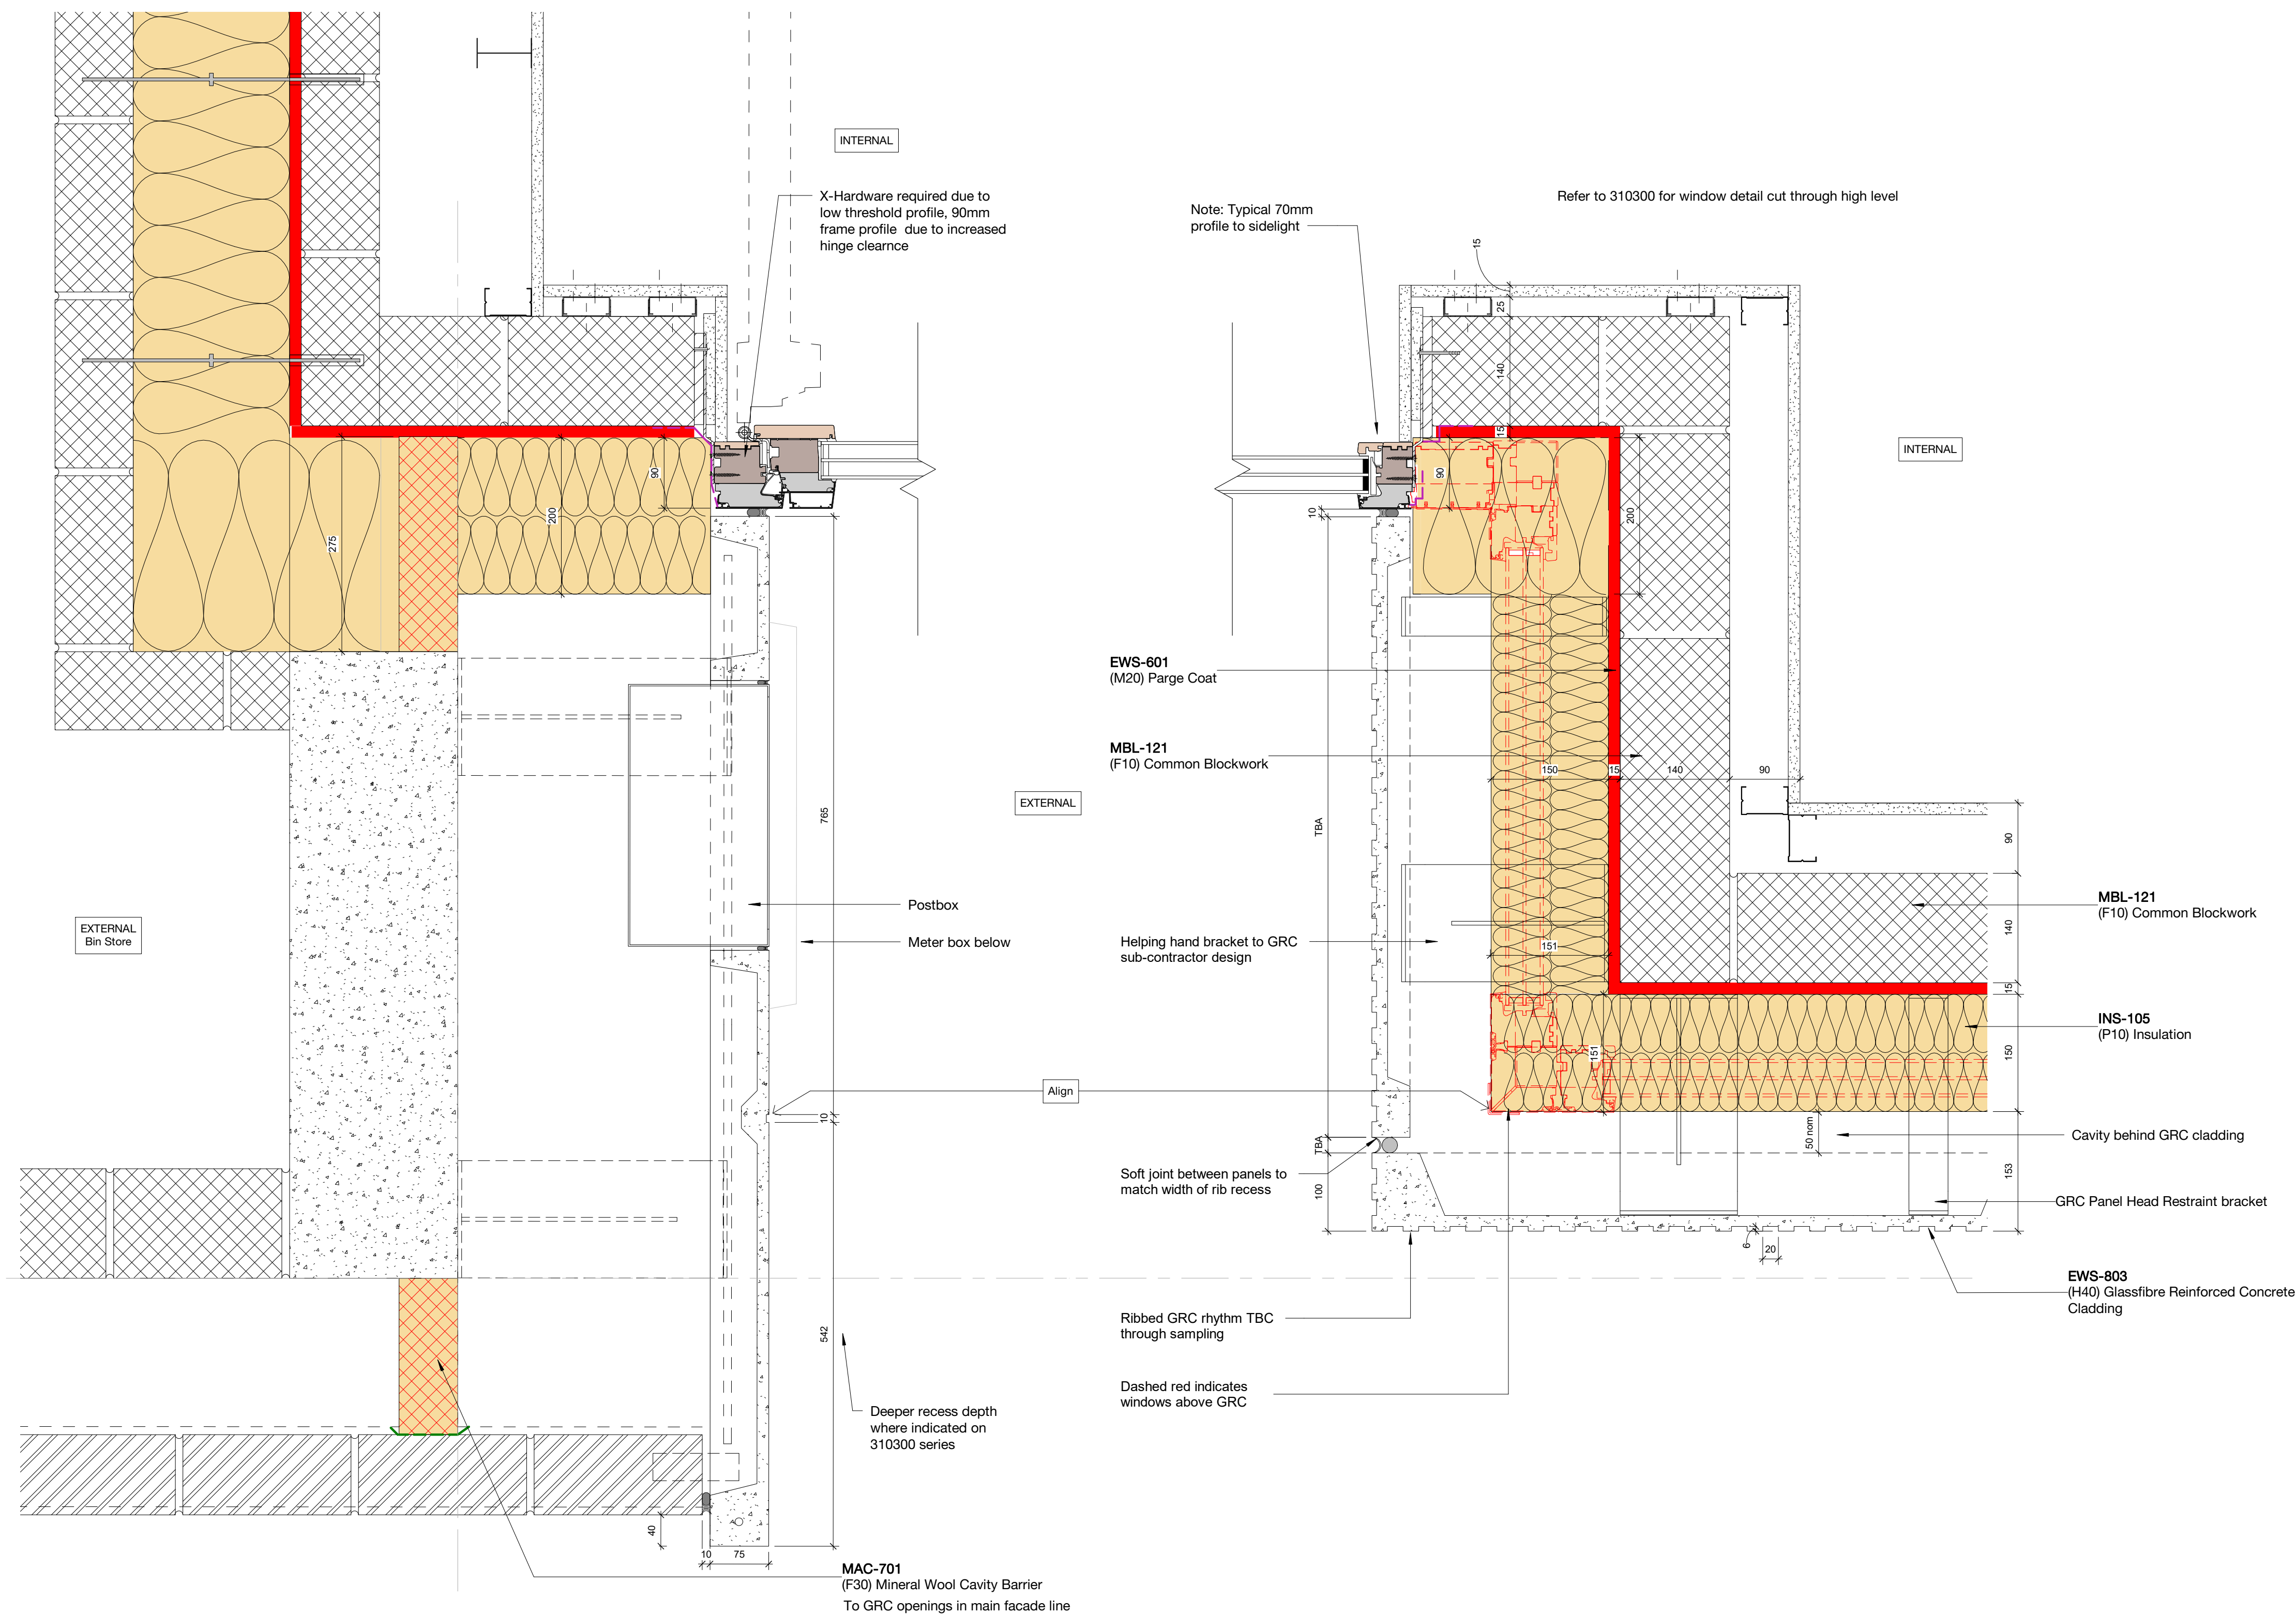 INTERNAL
X-Hardware required due to
low threshold profile, 90mm
frame profile  due to increased
hinge clearnce
Note: Typical 70mm
profile to sidelight
Refer to 310300 for window detail cut through high level
15
25
140
15
90
10
200
INTERNAL
90
200
275
EWS-601
(M20) Parge Coat
MBL-121
(F10) Common Blockwork
150
15
140
90
EXTERNAL
765
TBA
90
Postbox
Meter box below
EXTERNAL
Bin Store
Helping hand bracket to GRC
sub-contractor design
151
MBL-121
(F10) Common Blockwork
140
15
INS-105
(P10) Insulation
151
150
Align
10
50 nom
Cavity behind GRC cladding
TBA
Soft joint between panels to
match width of rib recess
100
153
GRC Panel Head Restraint bracket
6
20
EWS-803
(H40) Glassfibre Reinforced Concrete
Cladding
Ribbed GRC rhythm TBC
through sampling
542
Dashed red indicates
windows above GRC
Deeper recess depth
where indicated on
310300 series
40
10
75
MAC-701
(F30) Mineral Wool Cavity Barrier
To GRC openings in main facade line